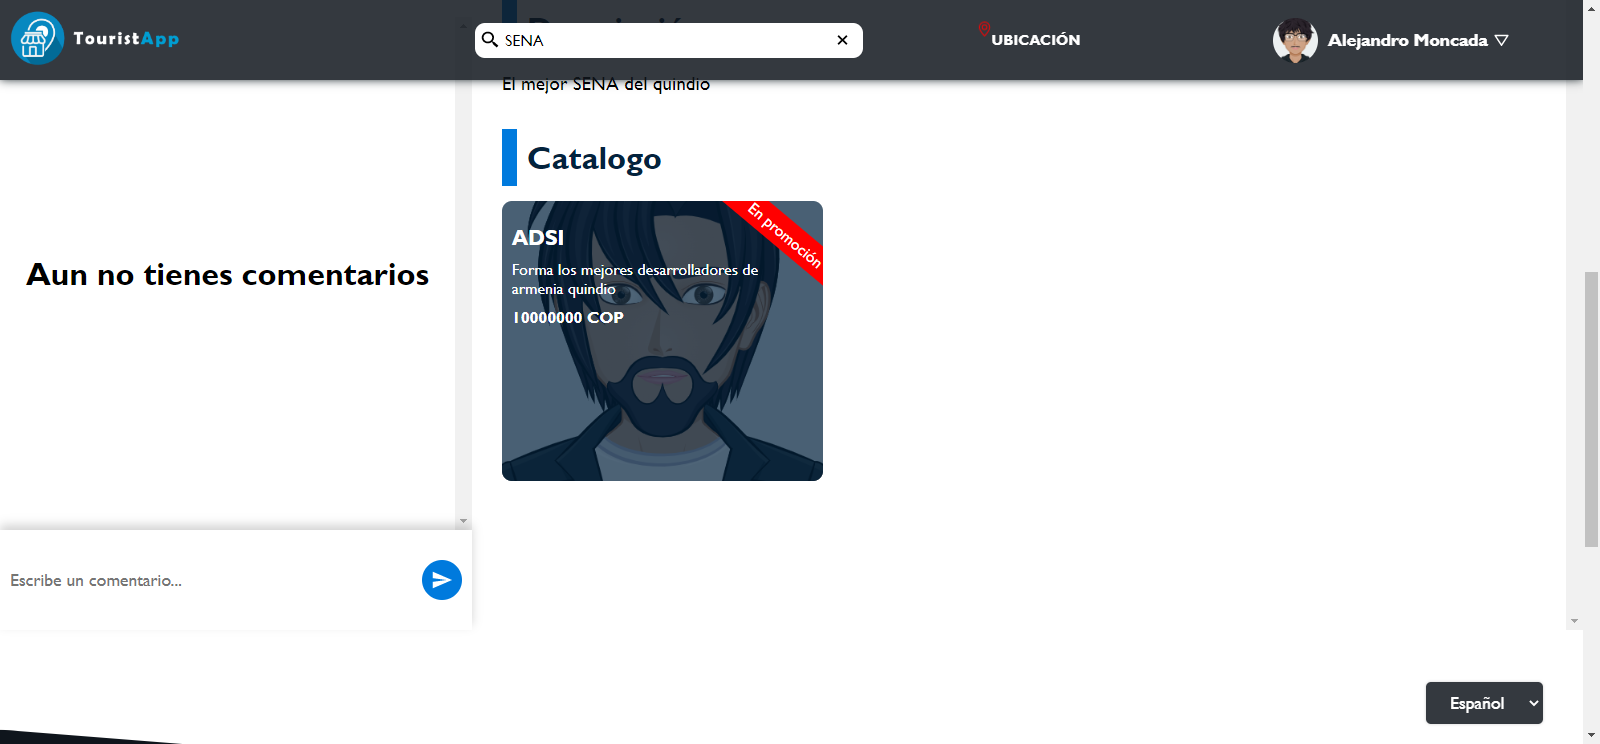 TouristApp
SENA
UBICACIÓN
Alejandro Moncada
El mejor SENA del quindio
Catalogo
En promoción
ADSI
Forma los mejores desarrolladores de
armenia quindio
10000000 COP
Aun no tienes comentarios
Escribe un comentario...
Español